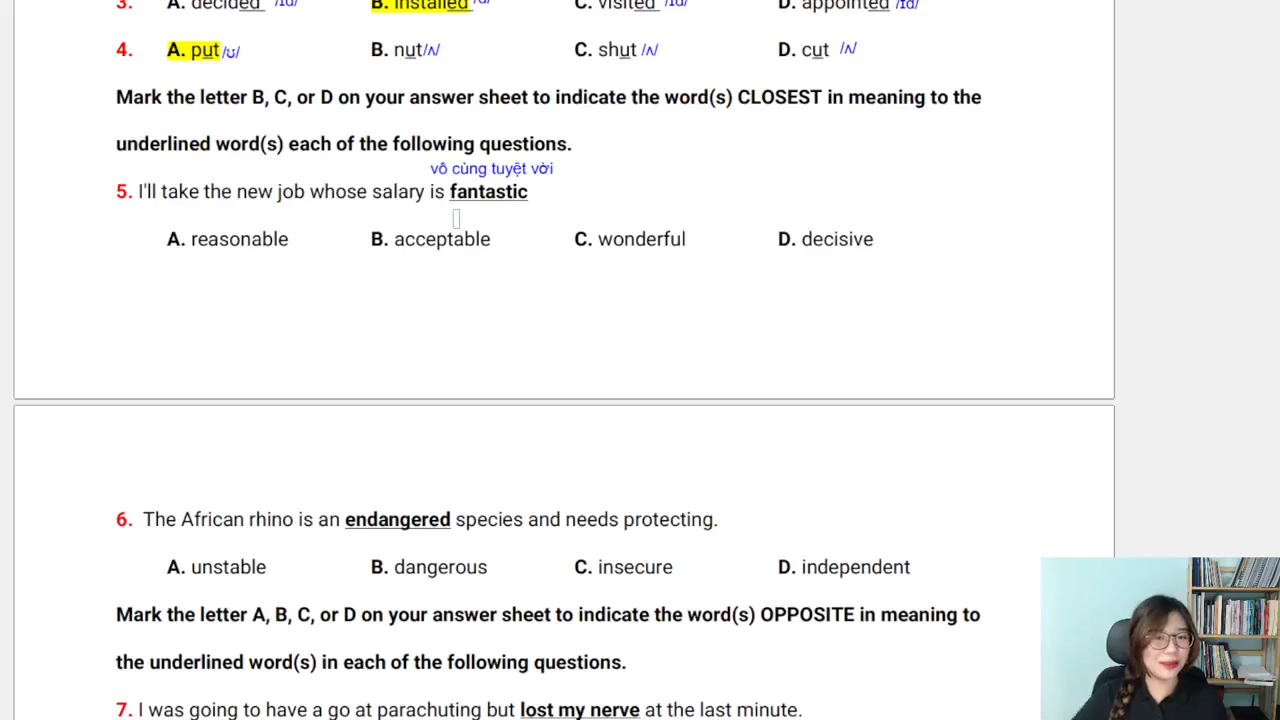 3. A. decided /ɪd/ B. installed /d/ C. visited /ɪd/ D. appointed /ɪd/
4. A. put /ʊ/ B. nut /ʌ/ C. shut /ʌ/ D. cut /ʌ/
Mark the letter B, C, or D on your answer sheet to indicate the word(s) CLOSEST in meaning to the
underlined word(s) each of the following questions.
vô cùng tuyệt vời
5. I'll take the new job whose salary is fantastic
A. reasonable B. acceptable C. wonderful D. decisive
6. The African rhino is an endangered species and needs protecting.
A. unstable B. dangerous C. insecure D. independent
Mark the letter A, B, C, or D on your answer sheet to indicate the word(s) OPPOSITE in meaning to
the underlined word(s) in each of the following questions.
7. I was going to have a go at parachuting but lost my nerve at the last minute.